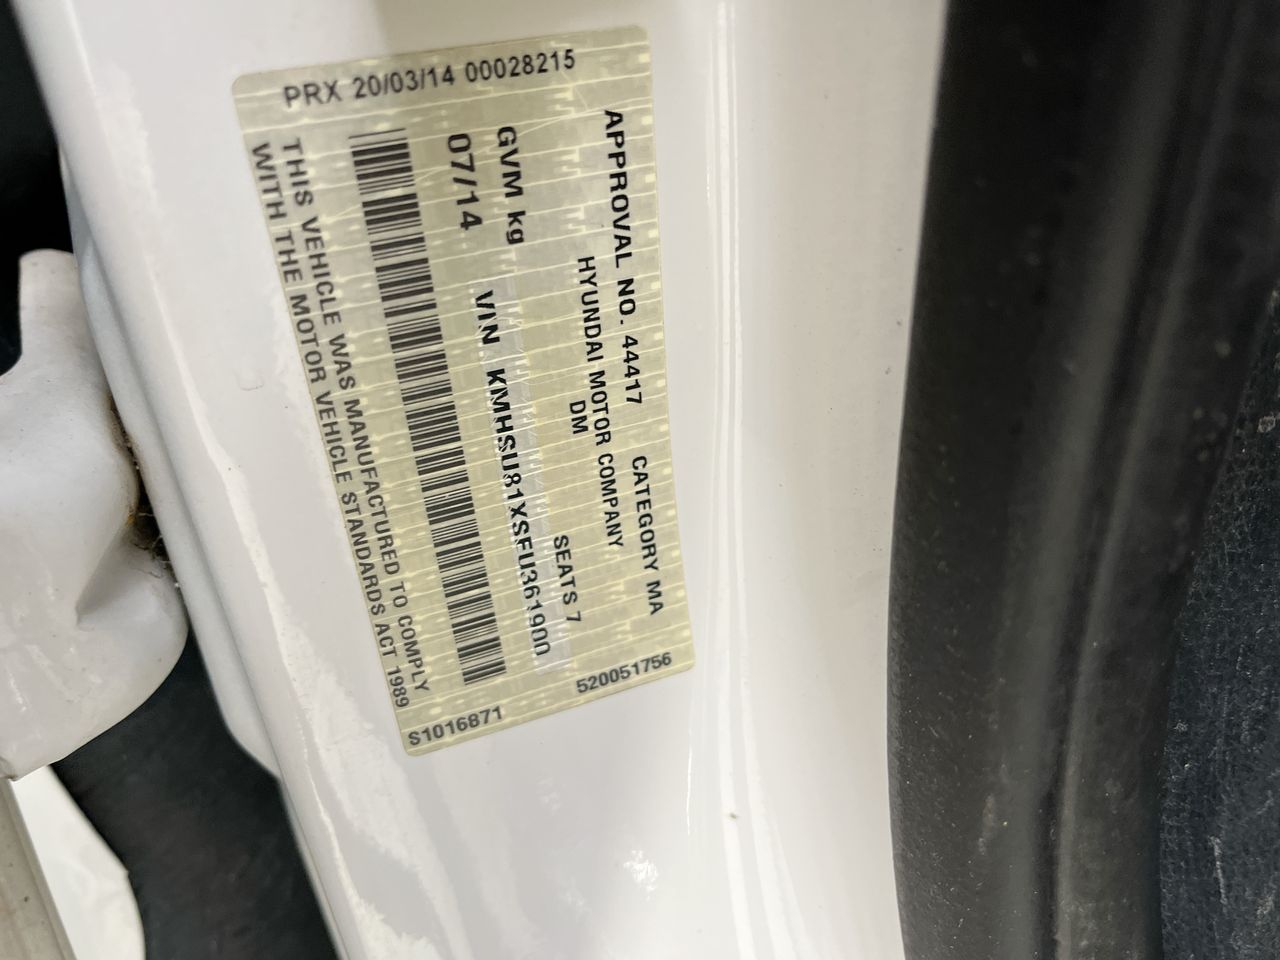 PRX 20/03/14 00028215
APPROVAL NO. 44417 CATEGORY MA
HYUNDAI MOTOR COMPANY
DM
SEATS 7
GVM kg
07/14 VIN KMHSU81XSFU361900
THIS VEHICLE WAS MANUFACTURED TO COMPLY
WITH THE MOTOR VEHICLE STANDARDS ACT 1989
S1016871 520051756